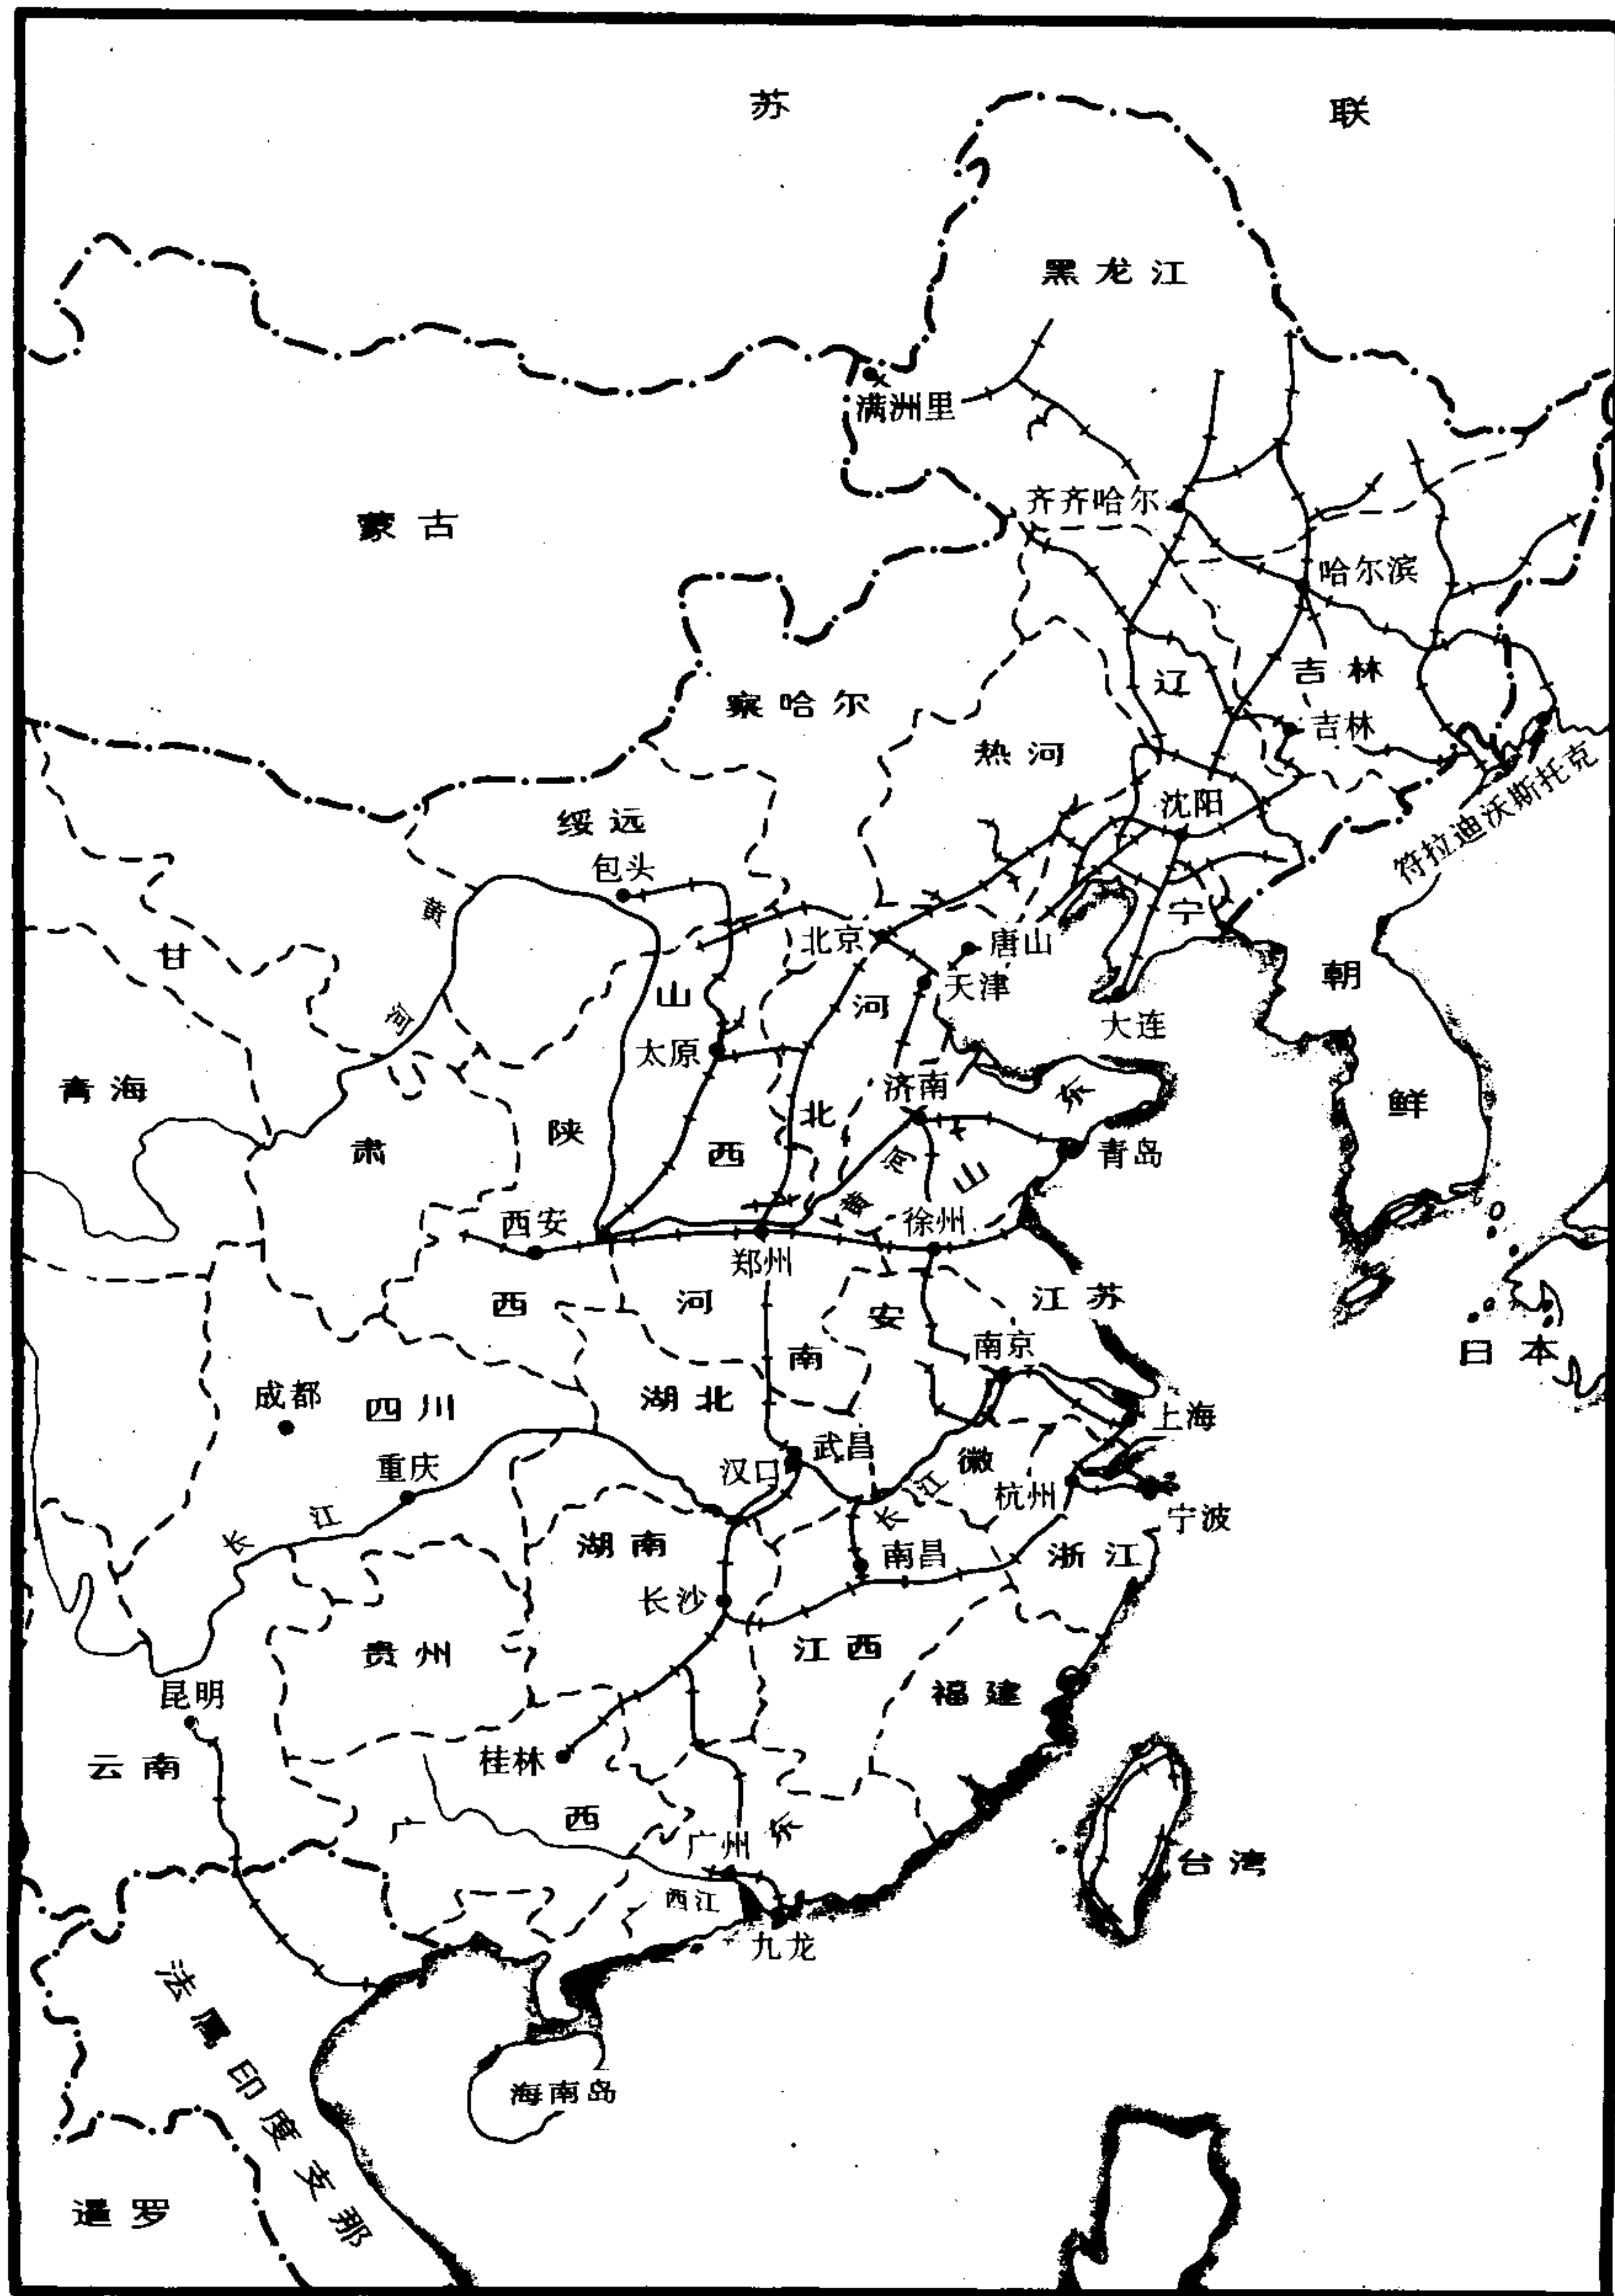 苏联
黑龙江
满洲里
齐齐哈尔
蒙古
哈尔滨
吉林
辽宁
察哈尔
吉林
热河
符拉迪沃斯托克
沈阳
绥远
包头
黄河
甘肃
北京
唐山
天津
山西
河北
朝鲜
大连
太原
济南
山东
青海
陕西
青岛
黄河
西安
徐州
郑州
河南
安徽
江苏
南京
日本
成都
四川
湖北
上海
武昌
重庆
汉口
长江
杭州
宁波
长江
湖南
南昌
浙江
长沙
江西
贵州
昆明
福建
云南
桂林
广西
广州
广东
台湾
西江
九龙
法属印度支那
海南岛
暹罗